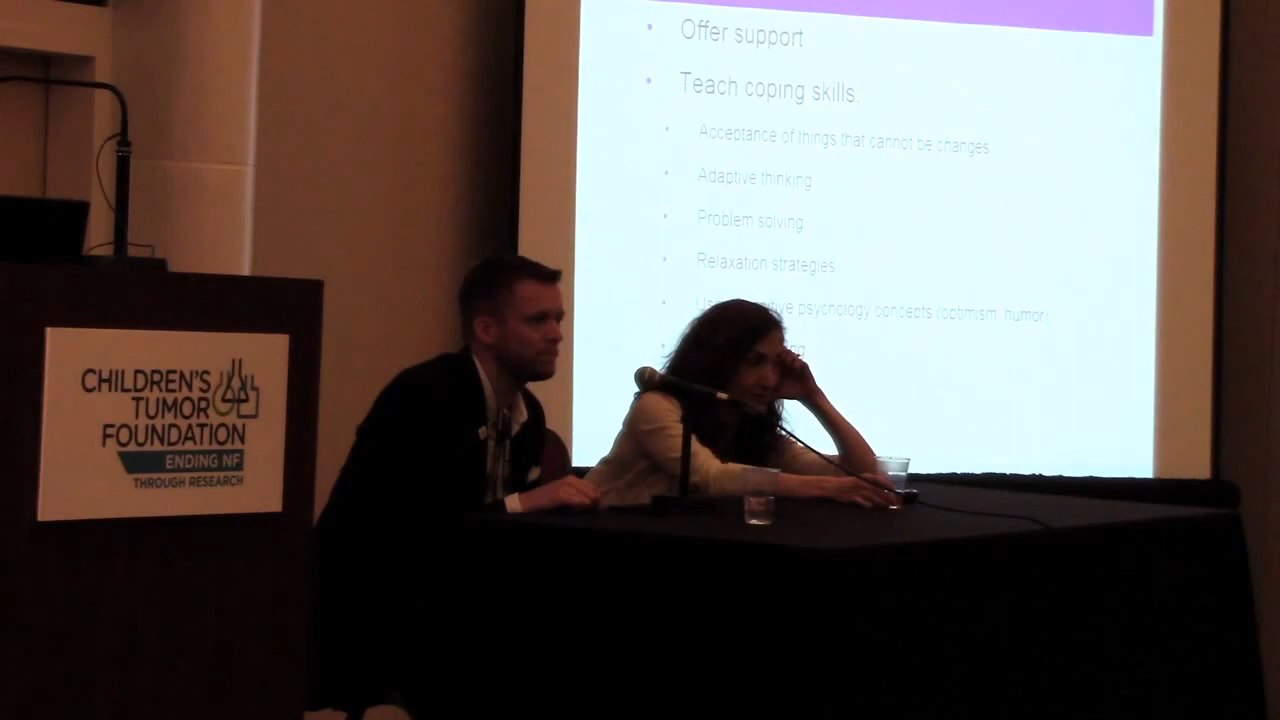 Offer support
Teach coping skills:
Acceptance of things that cannot be changes
Adaptive thinking
Problem solving
Relaxation strategies
psychology concepts (optimism, humor)
CHILDREN'S
TUMOR
FOUNDATION
ENDING NF
THROUGH RESEARCH